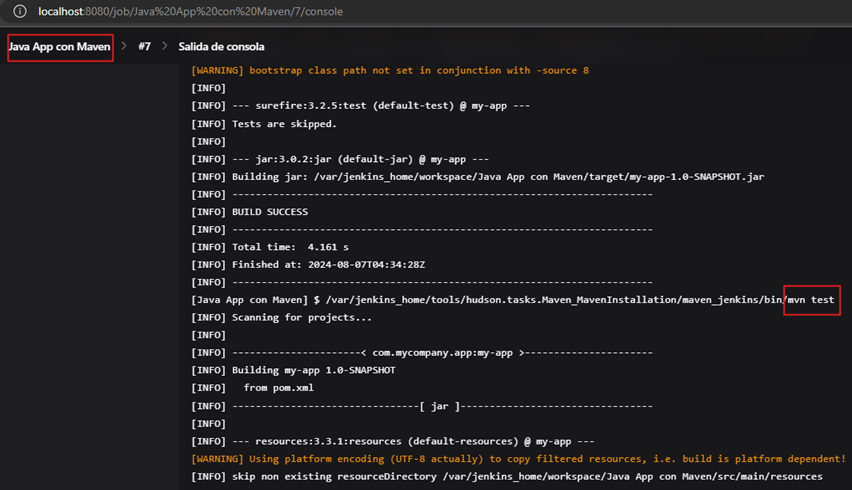 localhost:8080/job/Java%20App%20con%20Maven/7/console
Java App con Maven > #7 > Salida de consola
[WARNING] bootstrap class path not set in conjunction with -source 8
[INFO]
[INFO] --- surefire:3.2.5:test (default-test) @ my-app ---
[INFO] Tests are skipped.
[INFO]
[INFO] --- jar:3.0.2:jar (default-jar) @ my-app ---
[INFO] Building jar: /var/jenkins_home/workspace/Java App con Maven/target/my-app-1.0-SNAPSHOT.jar
[INFO] ------------------------------------------------------------------------
[INFO] BUILD SUCCESS
[INFO] ------------------------------------------------------------------------
[INFO] Total time:  4.161 s
[INFO] Finished at: 2024-08-07T04:34:28Z
[INFO] ------------------------------------------------------------------------
[Java App con Maven] $ /var/jenkins_home/tools/hudson.tasks.Maven_MavenInstallation/maven_jenkins/bin/mvn test
[INFO] Scanning for projects...
[INFO]
[INFO] ----------------------< com.mycompany.app:my-app >----------------------
[INFO] Building my-app 1.0-SNAPSHOT
[INFO]   from pom.xml
[INFO] --------------------------------[ jar ]---------------------------------
[INFO]
[INFO] --- resources:3.3.1:resources (default-resources) @ my-app ---
[WARNING] Using platform encoding (UTF-8 actually) to copy filtered resources, i.e. build is platform dependent!
[INFO] skip non existing resourceDirectory /var/jenkins_home/workspace/Java App con Maven/src/main/resources